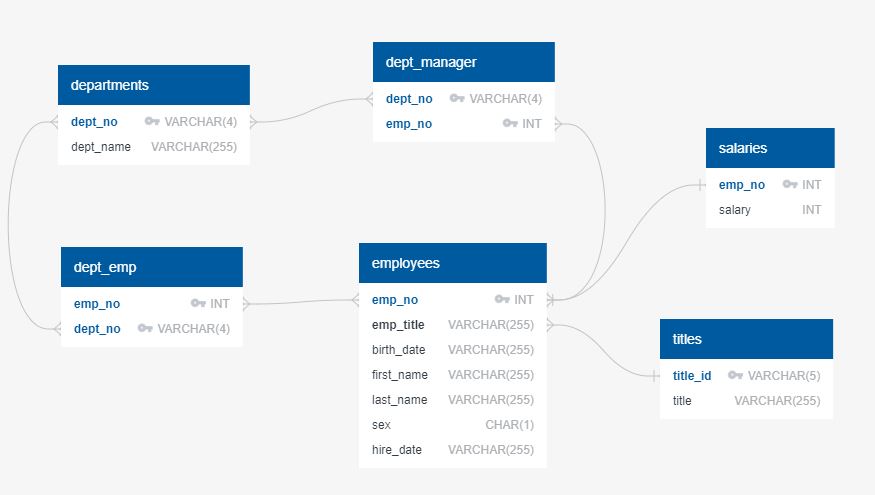 departments
dept_no VARCHAR(4)
dept_name VARCHAR(255)
dept_manager
dept_no VARCHAR(4)
emp_no INT
salaries
emp_no INT
salary INT
dept_emp
emp_no INT
dept_no VARCHAR(4)
employees
emp_no INT
emp_title VARCHAR(255)
birth_date VARCHAR(255)
first_name VARCHAR(255)
last_name VARCHAR(255)
sex CHAR(1)
hire_date VARCHAR(255)
titles
title_id VARCHAR(5)
title VARCHAR(255)